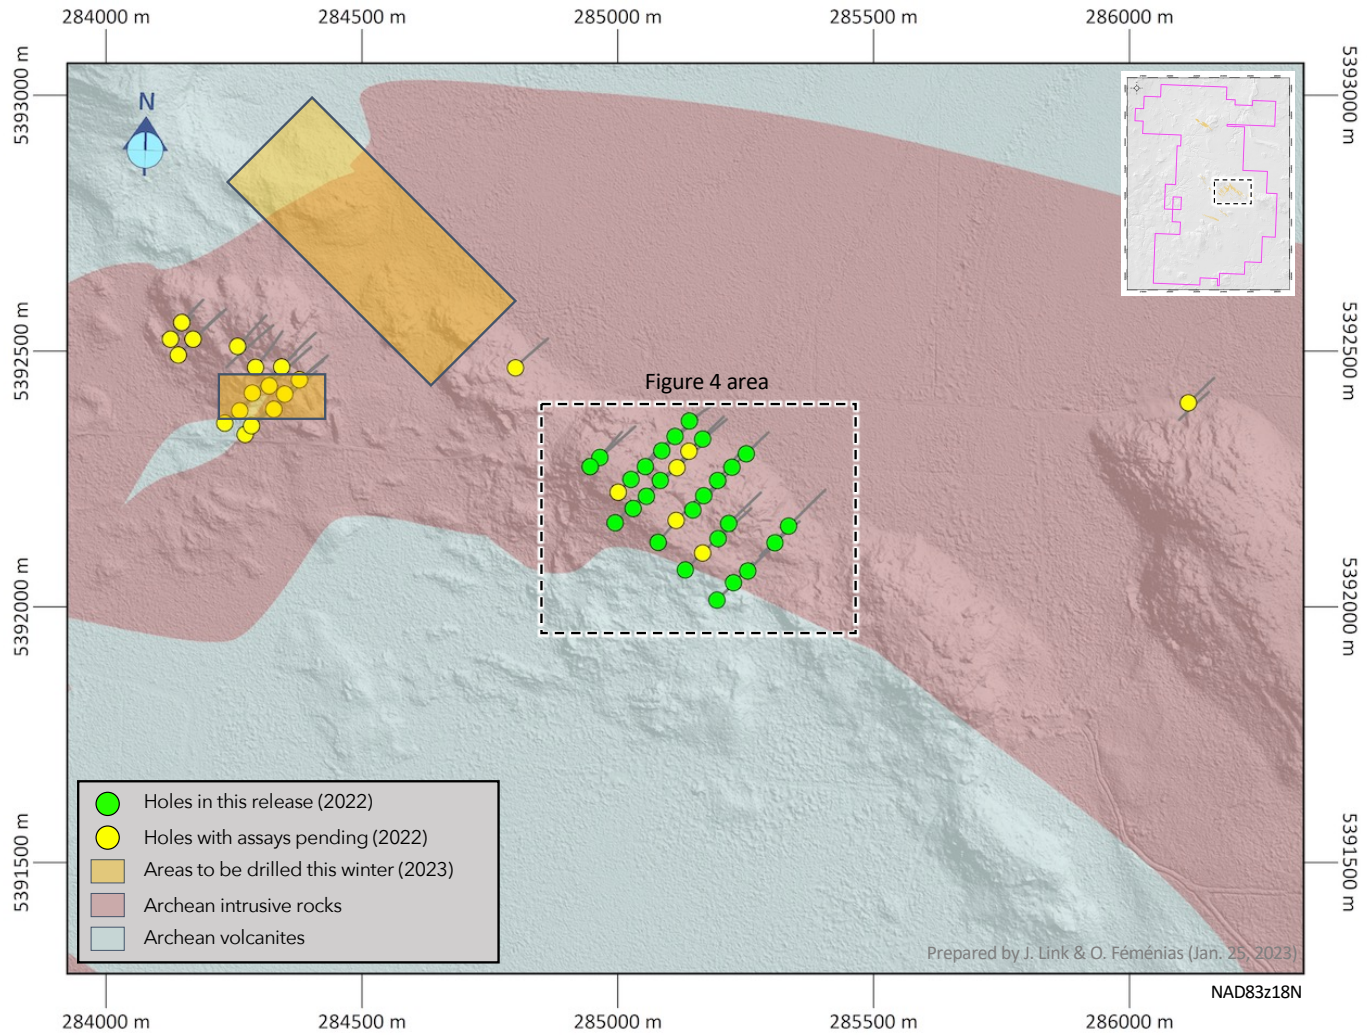 284000 m
284500 m
285000 m
285500 m
286000 m
5393000 m
5393000 m
N
5392500 m
5392500 m
Figure 4 area
5392000 m
5392000 m
Holes in this release (2022)
Holes with assays pending (2022)
Areas to be drilled this winter (2023)
Archean intrusive rocks
Archean volcanites
5391500 m
5391500 m
Prepared by J. Link & O. Féménias (Jan. 25, 2023)
NAD83z18N
284000 m
284500 m
285000 m
285500 m
286000 m